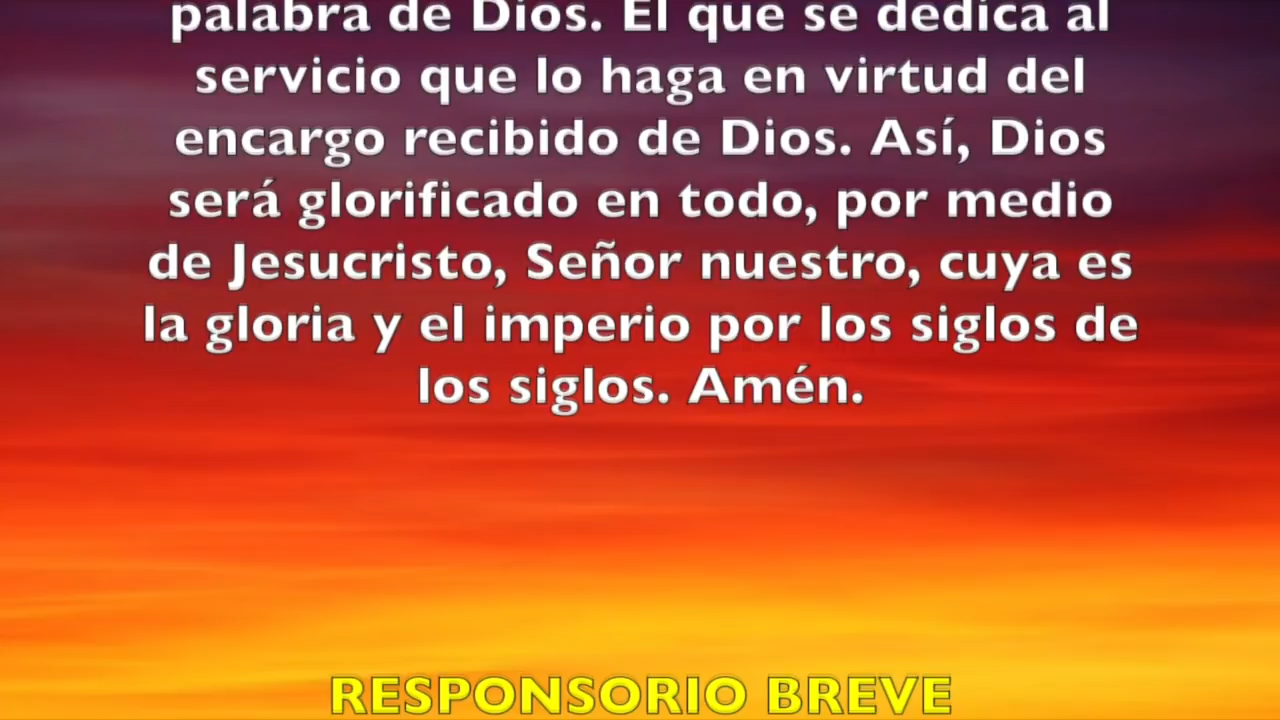 palabra de Dios. El que se dedica al
servicio que lo haga en virtud del
encargo recibido de Dios. Así, Dios
será glorificado en todo, por medio
de Jesucristo, Señor nuestro, cuya es
la gloria y el imperio por los siglos de
los siglos. Amén.
RESPONSORIO BREVE